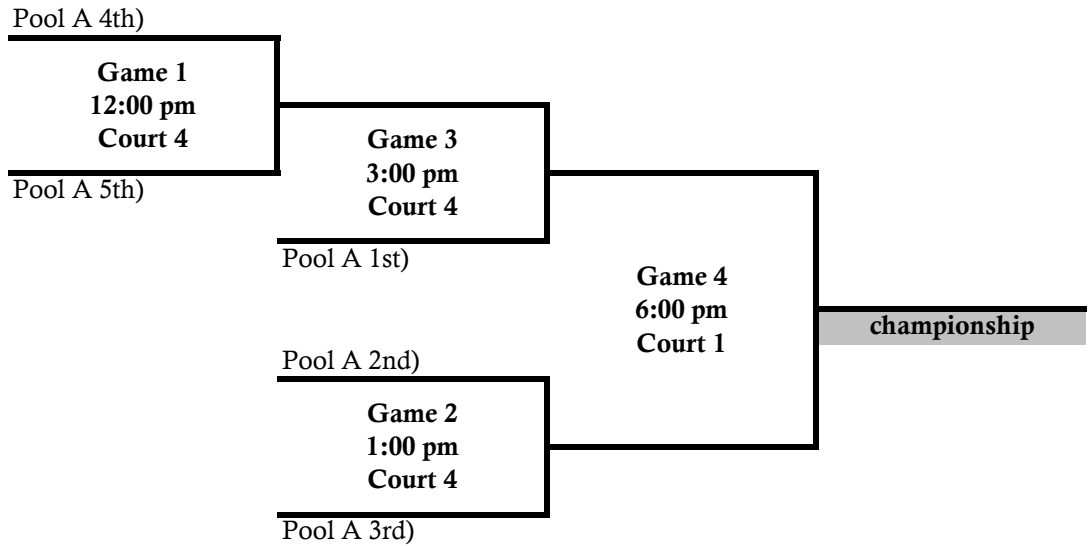 Pool A 4th)
Game 1
12:00 pm
Court 4
Pool A 5th)
Game 3
3:00 pm
Court 4
Pool A 1st)
Game 4
6:00 pm
Court 1
championship
Pool A 2nd)
Game 2
1:00 pm
Court 4
Pool A 3rd)